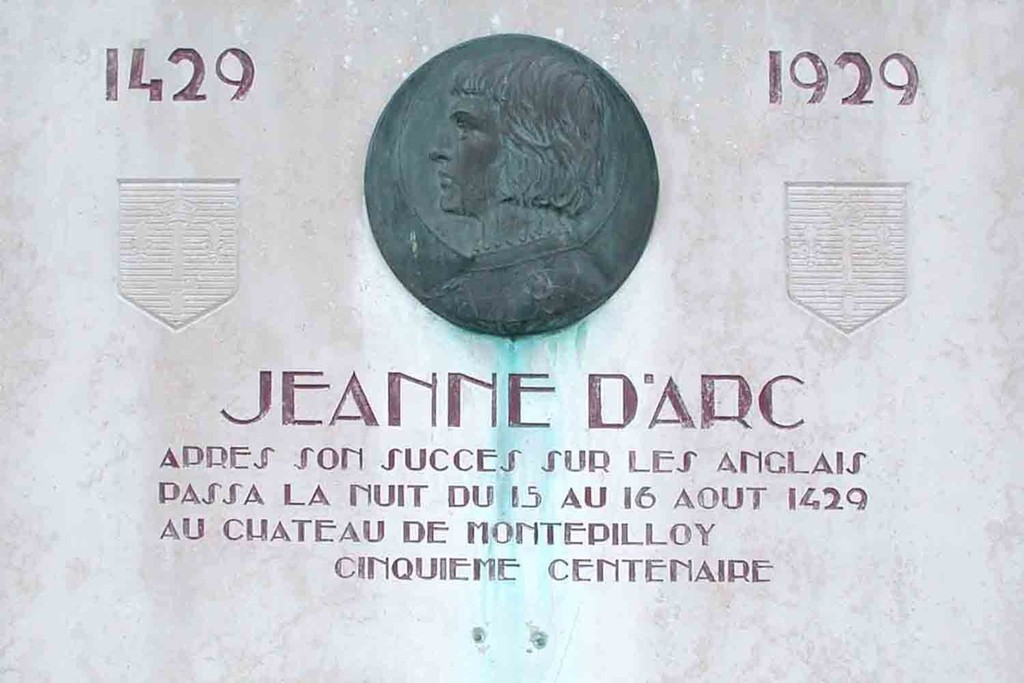 1429 1929
JEANNE D'ARC
APRES SON SUCCES SUR LES ANGLAIS
PASSA LA NUIT DU 15 AU 16 AOUT 1429
AU CHATEAU DE MONTEPILLOY
CINQUIEME CENTENAIRE